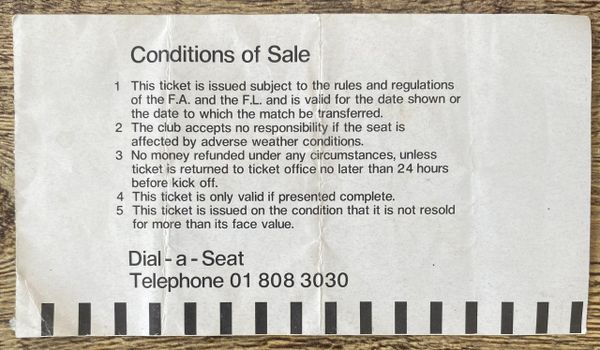 Conditions of Sale
1 This ticket is issued subject to the rules and regulations
of the F.A. and the F.L. and is valid for the date shown or
the date to which the match be transferred.
2 The club accepts no responsibility if the seat is
affected by adverse weather conditions.
3 No money refunded under any circumstances, unless
ticket is returned to ticket office no later than 24 hours
before kick off.
4 This ticket is only valid if presented complete.
5 This ticket is issued on the condition that it is not resold
for more than its face value.
Dial-a-Seat
Telephone 01 808 3030